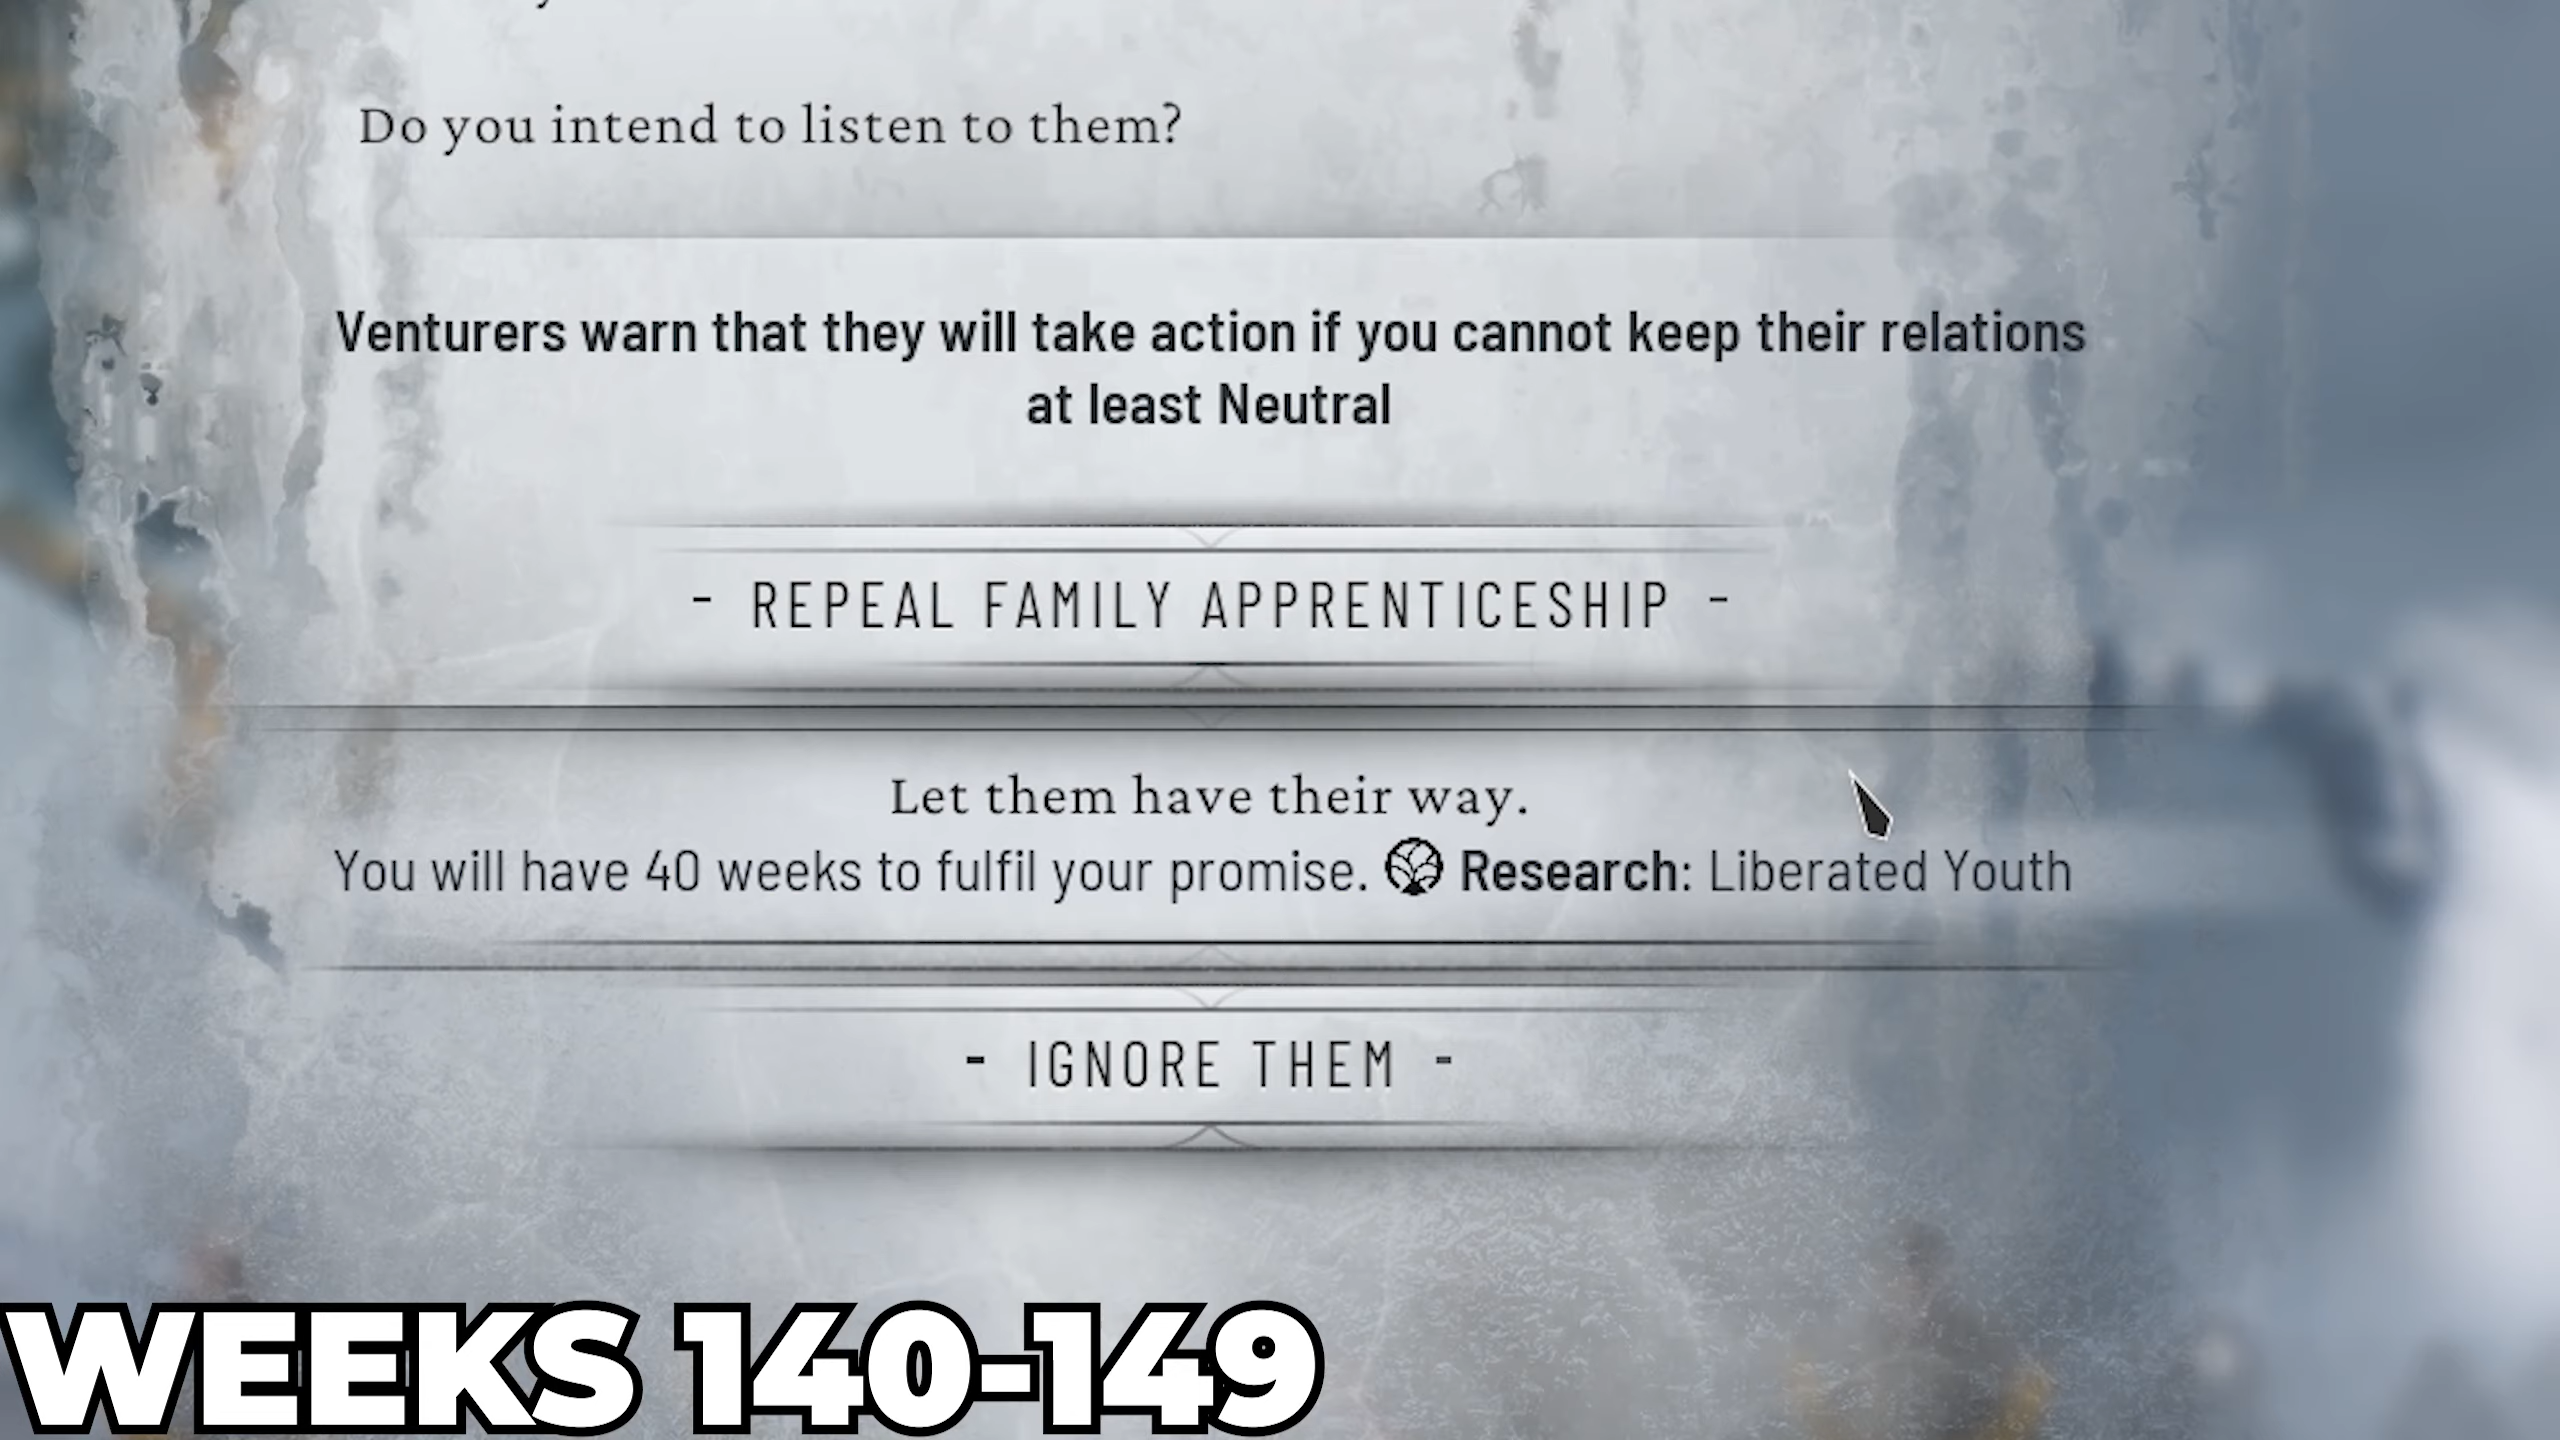 Do you intend to listen to them?
Venturers warn that they will take action if you cannot keep their relations
at least Neutral
- REPEAL FAMILY APPRENTICESHIP -
Let them have their way.
You will have 40 weeks to fulfil your promise. Research: Liberated Youth
- IGNORE THEM -
WEEKS 140-149